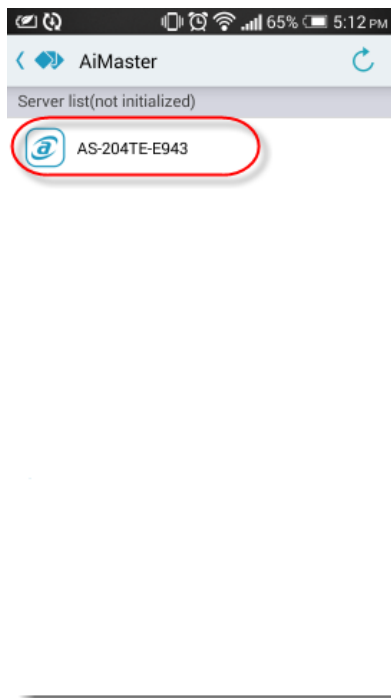 65% 5:12 PM
AiMaster
Server list(not initialized)
AS-204TE-E943